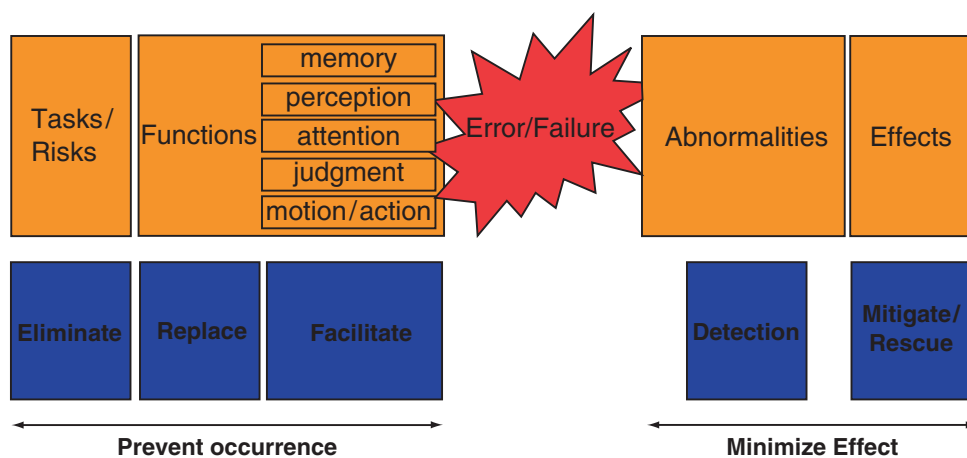 Tasks/
Risks
Functions
memory
perception
attention
judgment
motion/action
Error/Failure
Abnormalities
Effects
Eliminate
Replace
Facilitate
Detection
Mitigate/
Rescue
Prevent occurrence
Minimize Effect